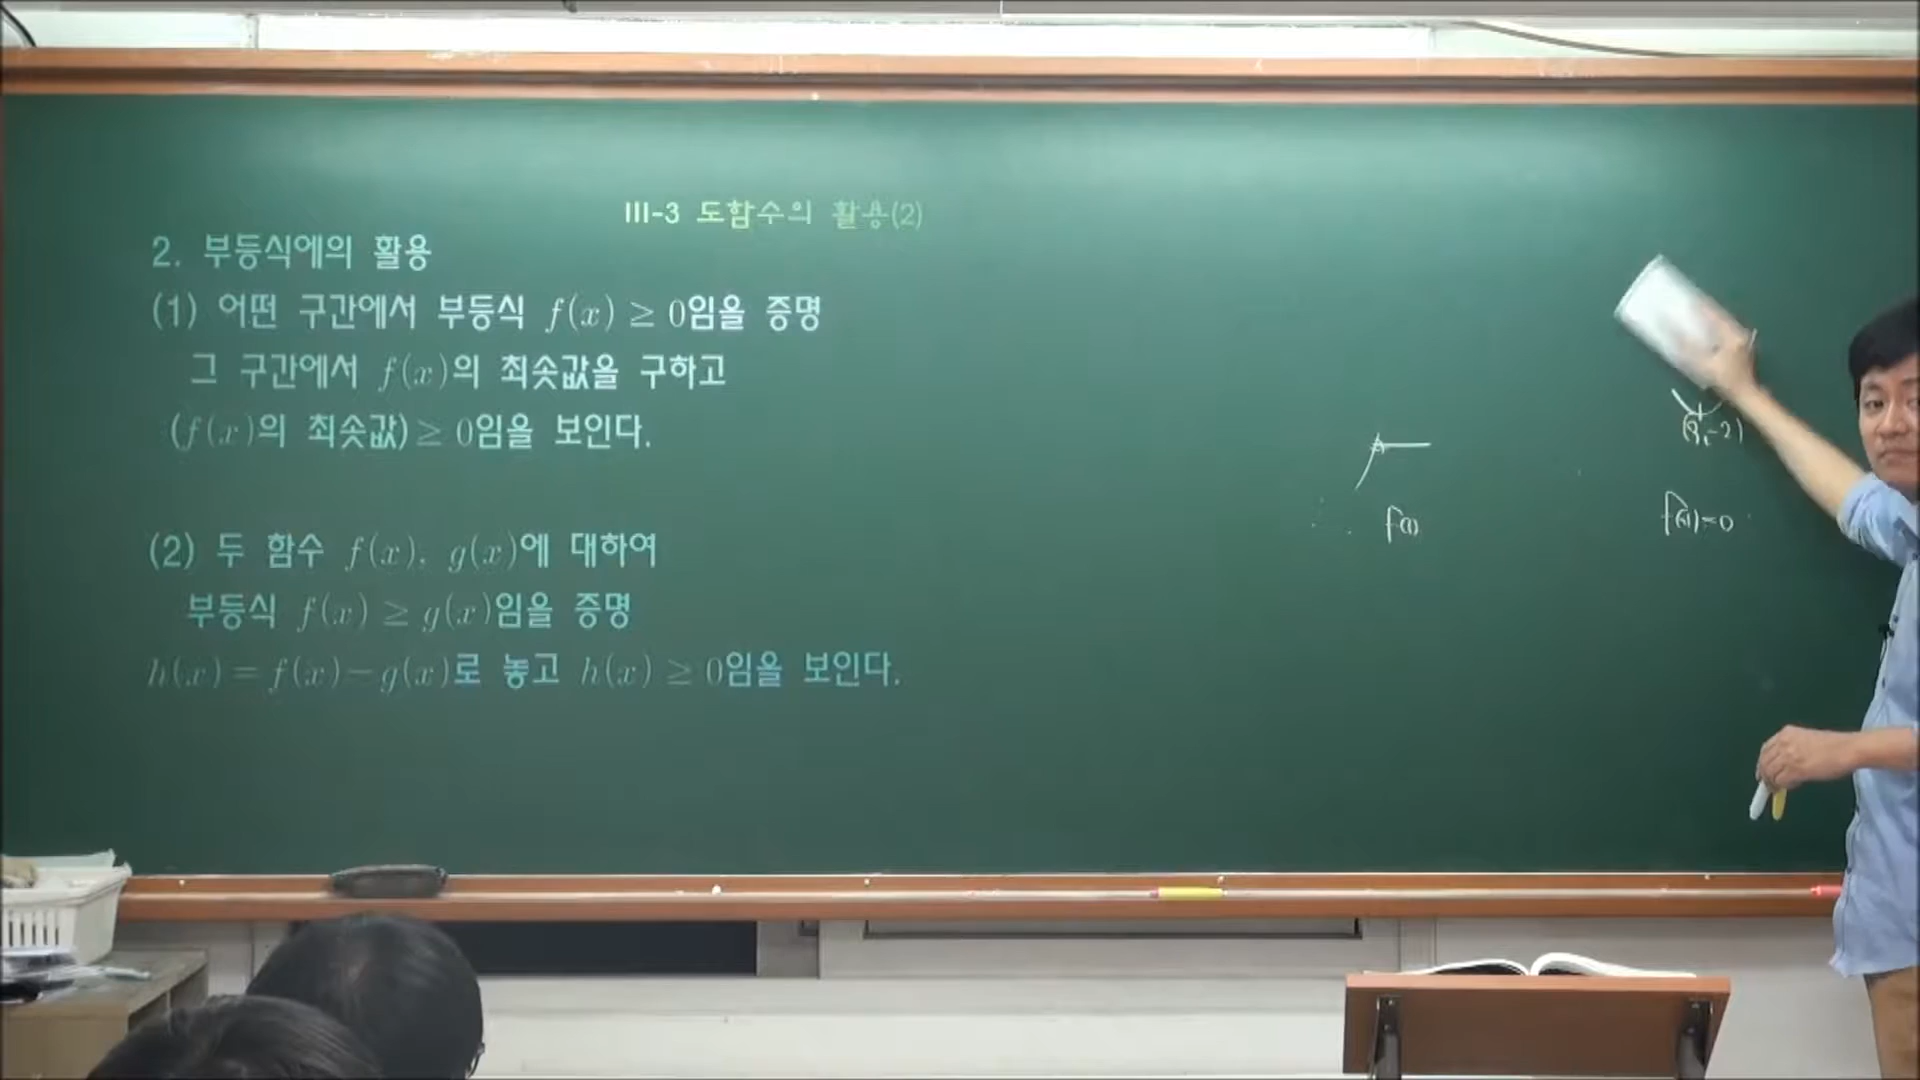 III-3 도함수의 활용(2)
2. 부등식에의 활용
(1) 어떤 구간에서 부등식 f(x) ≥ 0임을 증명
그 구간에서 f(x)의 최솟값을 구하고
(f(x)의 최솟값) ≥ 0임을 보인다.
(2) 두 함수 f(x), g(x)에 대하여
부등식 f(x) ≥ g(x)임을 증명
h(x) = f(x) - g(x)로 놓고 h(x) ≥ 0임을 보인다.